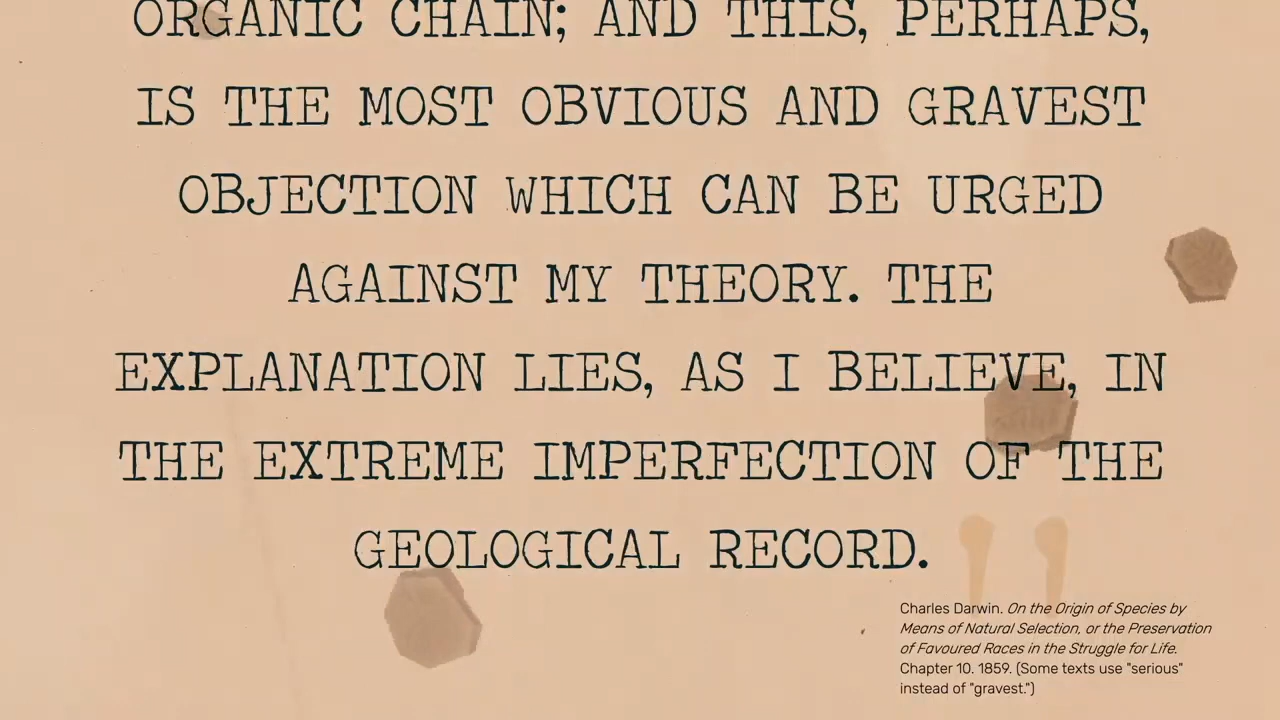 ORGANIC CHAIN; AND THIS, PERHAPS,
IS THE MOST OBVIOUS AND GRAVEST
OBJECTION WHICH CAN BE URGED
AGAINST MY THEORY. THE
EXPLANATION LIES, AS I BELIEVE, IN
THE EXTREME IMPERFECTION OF THE
GEOLOGICAL RECORD.
Charles Darwin. On the Origin of Species by
Means of Natural Selection, or the Preservation
of Favoured Races in the Struggle for Life.
Chapter 10. 1859. (Some texts use "serious"
instead of "gravest.")